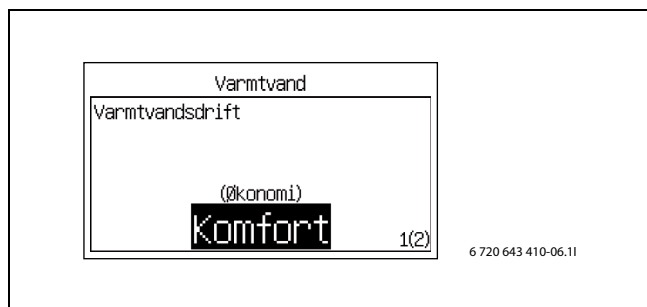 Varmtvand
Varmtvandsdrift
(Økonomi)
Komfort
1(2)
6 720 643 410-06.1I